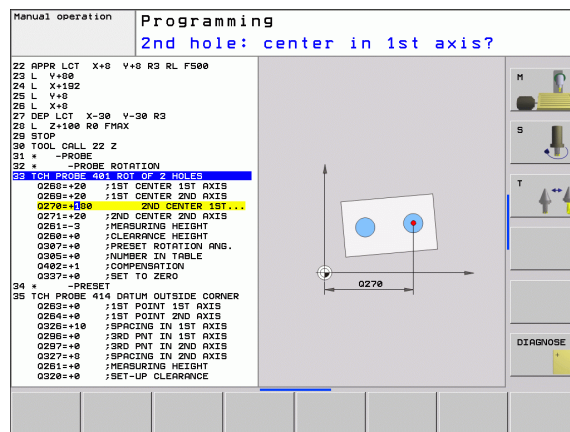 Manual operation
Programming
2nd hole: center in 1st axis?
22 APPR LCT X+8 Y+8 R3 RL F500
23 L Y+80
24 L X+192
25 L Y+8
26 L X+8
27 DEP LCT X-30 Y-30 R3
28 L Z+100 R0 FMAX
29 STOP
30 TOOL CALL 22 Z
31 * -PROBE
32 * -PROBE ROTATION
33 TCH PROBE 401 ROT OF 2 HOLES
Q268=+20 ;1ST CENTER 1ST AXIS
Q269=+20 ;1ST CENTER 2ND AXIS
Q270=+180 2ND CENTER 1ST...
Q271=+20 ;2ND CENTER 2ND AXIS
Q261=-3 ;MEASURING HEIGHT
Q260=+0 ;CLEARANCE HEIGHT
Q307=+0 ;PRESET ROTATION ANG.
Q305=+0 ;NUMBER IN TABLE
Q402=+1 ;COMPENSATION
Q337=+0 ;SET TO ZERO
34 * -PRESET
35 TCH PROBE 414 DATUM OUTSIDE CORNER
Q263=+0 ;1ST POINT 1ST AXIS
Q264=+0 ;1ST POINT 2ND AXIS
Q326=+10 ;SPACING IN 1ST AXIS
Q296=+0 ;3RD PNT IN 1ST AXIS
Q297=+0 ;3RD PNT IN 2ND AXIS
Q327=+8 ;SPACING IN 2ND AXIS
Q261=+0 ;MEASURING HEIGHT
Q320=+0 ;SET-UP CLEARANCE
Q270
M
S
T
DIAGNOSE